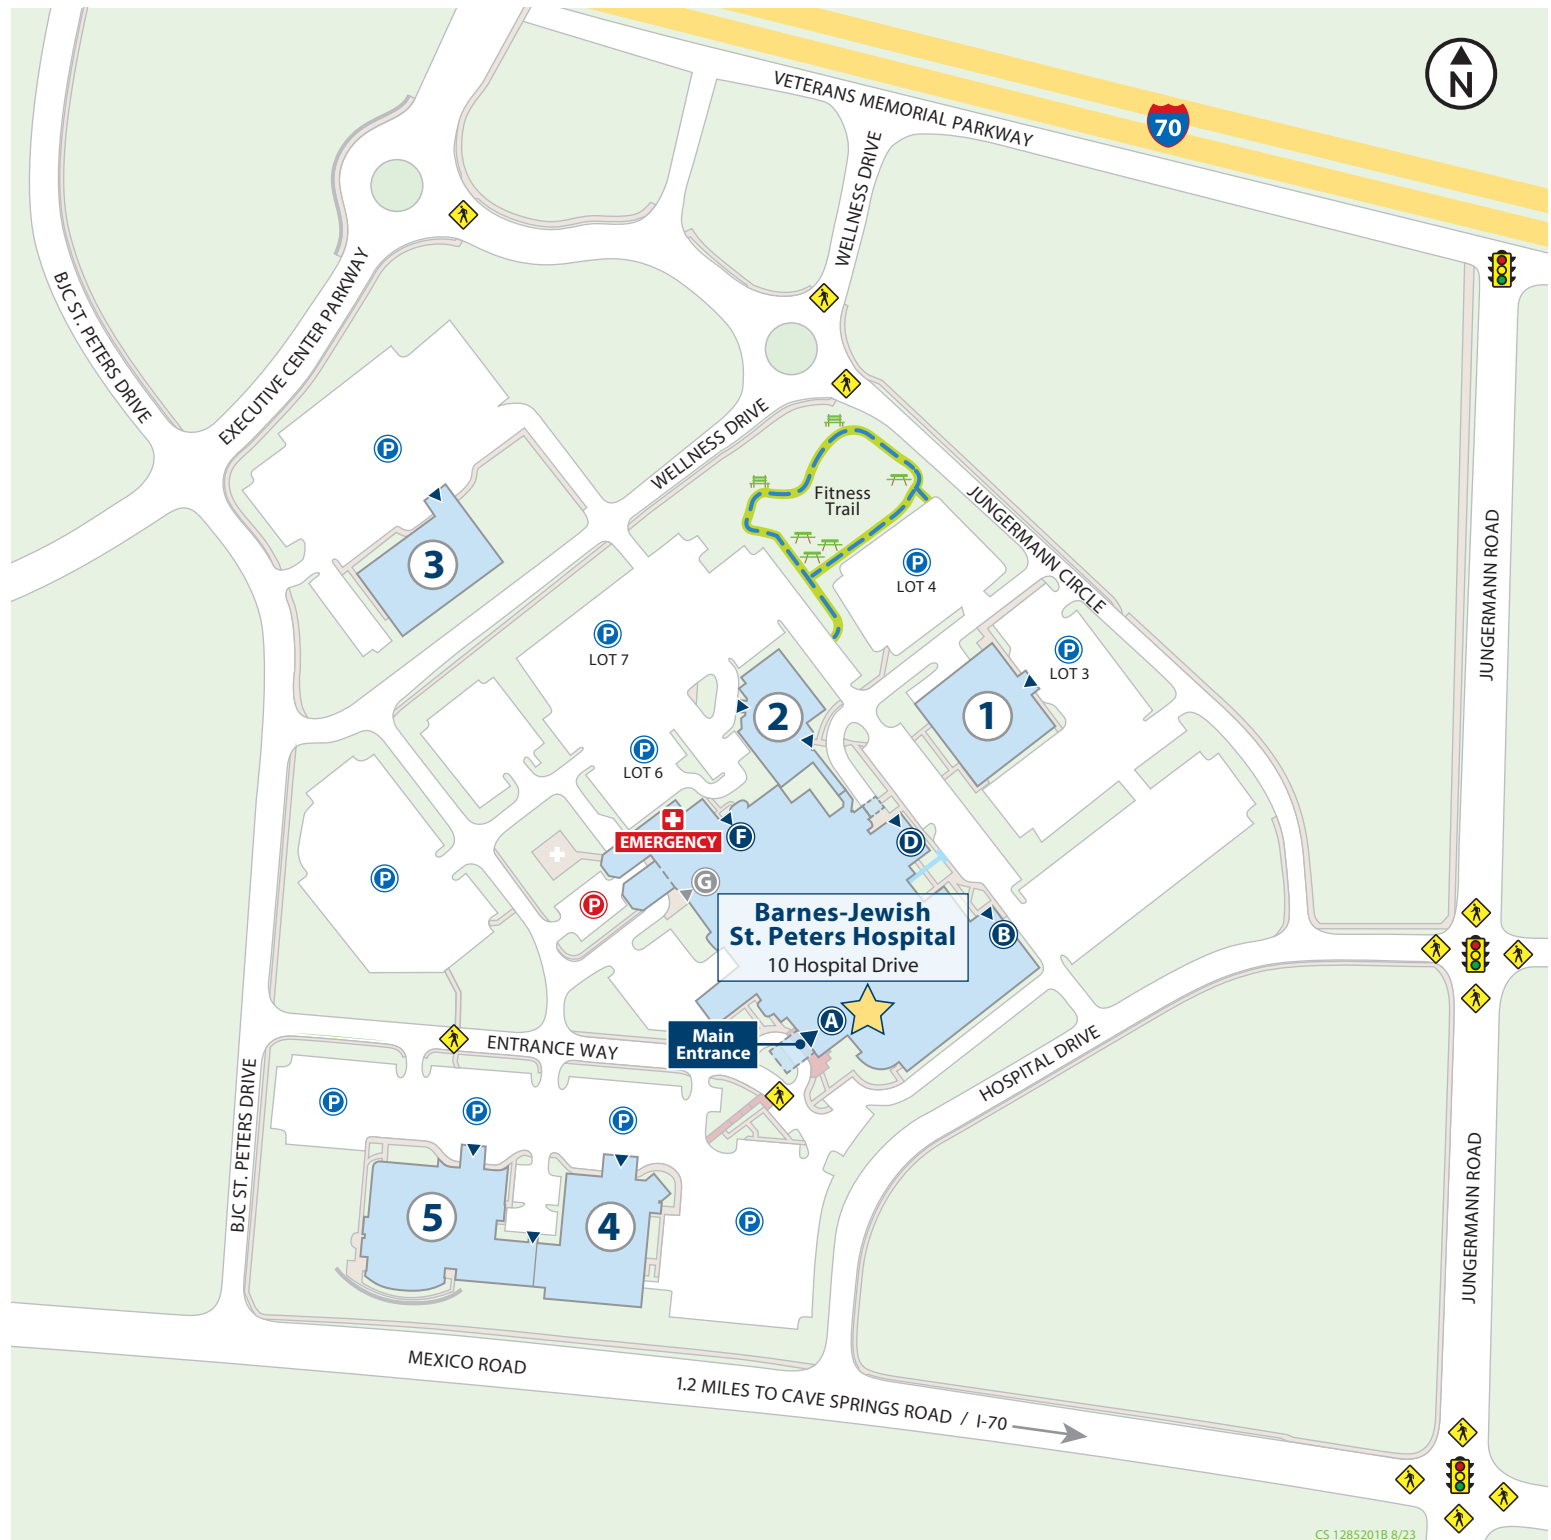 N
VETERANS MEMORIAL PARKWAY
70
WELLNESS DRIVE
BJC ST. PETERS DRIVE
EXECUTIVE CENTER PARKWAY
WELLNESS DRIVE
P
Fitness
Trail
JUNGERMANN CIRCLE
JUNGERMANN ROAD
3
P
LOT 4
P
LOT 7
P
LOT 3
2
1
P
LOT 6
EMERGENCY
F
D
P
G
P
Barnes-Jewish
St. Peters Hospital
10 Hospital Drive
B
A
Main
Entrance
ENTRANCE WAY
HOSPITAL DRIVE
BJC ST. PETERS DRIVE
P
P
P
JUNGERMANN ROAD
5
4
P
MEXICO ROAD
1.2 MILES TO CAVE SPRINGS ROAD / I-70
CS 1285201B 8/23